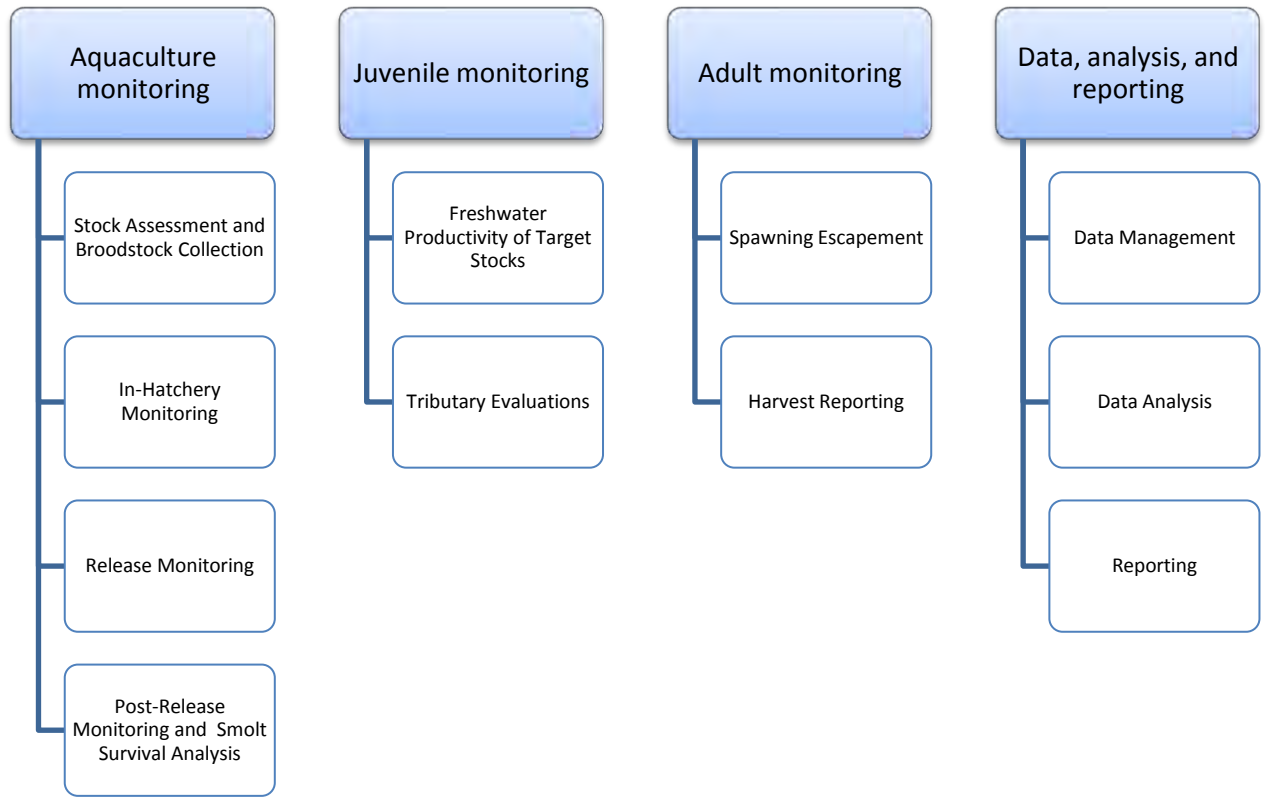 Aquaculture
monitoring
Stock Assessment and
Broodstock Collection
In-Hatchery
Monitoring
Release Monitoring
Post-Release
Monitoring and  Smolt
Survival Analysis
Juvenile monitoring
Freshwater
Productivity of Target
Stocks
Tributary Evaluations
Adult monitoring
Spawning Escapement
Harvest Reporting
Data, analysis, and
reporting
Data Management
Data Analysis
Reporting